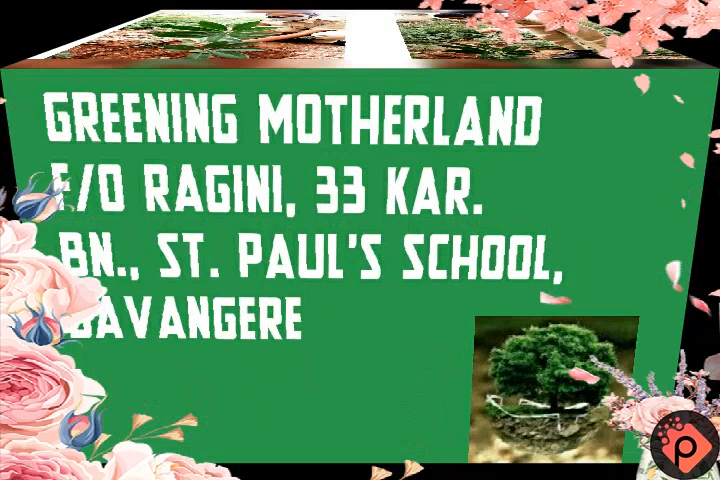 GREENING MOTHERLAND
F/O RAGINI, 33 KAR.
BN., ST. PAUL'S SCHOOL,
DAVANGERE